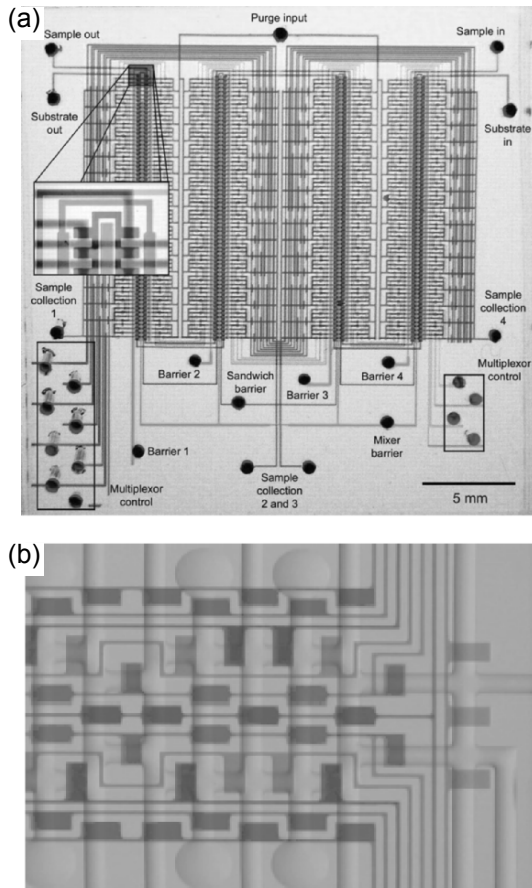 (a)
Purge input
Sample out
Sample in
Substrate
out
Substrate
in
Sample
collection
1
Sample
collection
4
Barrier 2
Sandwich
barrier
Barrier 3
Barrier 4
Multiplexor
control
Mixer
barrier
Barrier 1
Multiplexor
control
Sample
collection
2 and 3
5 mm
(b)